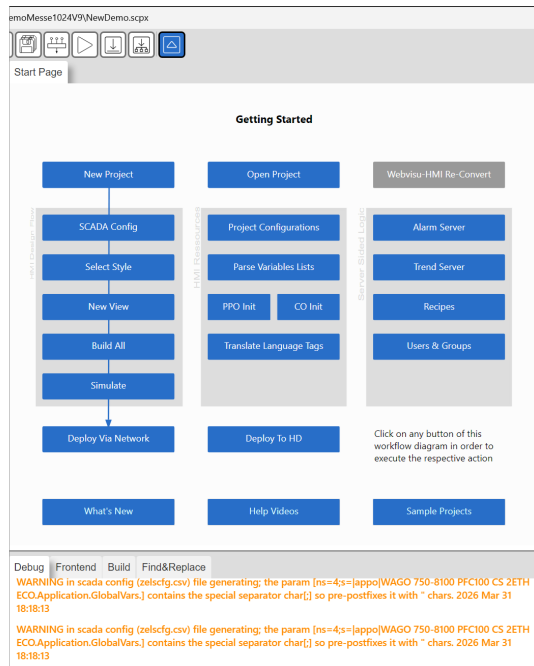 emoMesse1024V9\NewDemo.scpx
Start Page
Getting Started
New Project
Open Project
Webvisu-HMI Re-Convert
HMI Design Flow
SCADA Config
Select Style
New View
Build All
Simulate
HMI Ressources
Project Configurations
Parse Variables Lists
PPO Init
CO Init
Translate Language Tags
Server Sided Logic
Alarm Server
Trend Server
Recipes
Users & Groups
Deploy Via Network
Deploy To HD
Click on any button of this
workflow diagram in order to
execute the respective action
What's New
Help Videos
Sample Projects
Debug Frontend Build Find&Replace
WARNING in scada config (zelscfg.csv) file generating; the param [ns=4;s=|appo|WAGO 750-8100 PFC100 CS 2ETH
ECO.Application.GlobalVars.] contains the special separator char[;] so pre-postfixes it with " chars, 2026 Mar 31
18:18:13
WARNING in scada config (zelscfg.csv) file generating; the param [ns=4;s=|appo|WAGO 750-8100 PFC100 CS 2ETH
ECO.Application.GlobalVars.] contains the special separator char[;] so pre-postfixes it with " chars, 2026 Mar 31
18:18:13